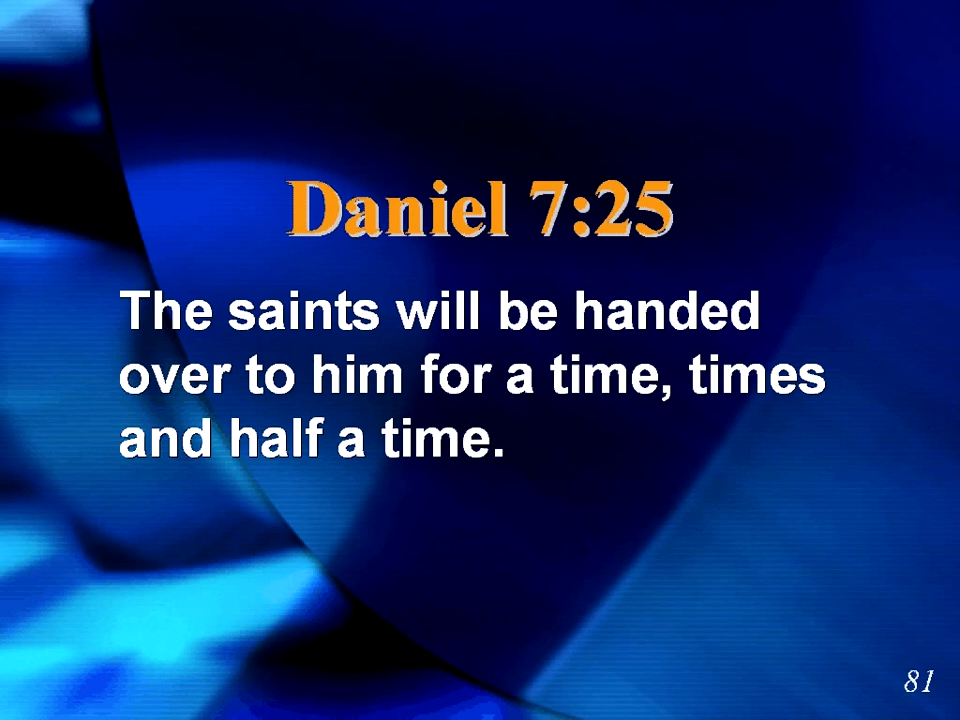 Daniel 7:25
The saints will be handed
over to him for a time, times
and half a time.
81